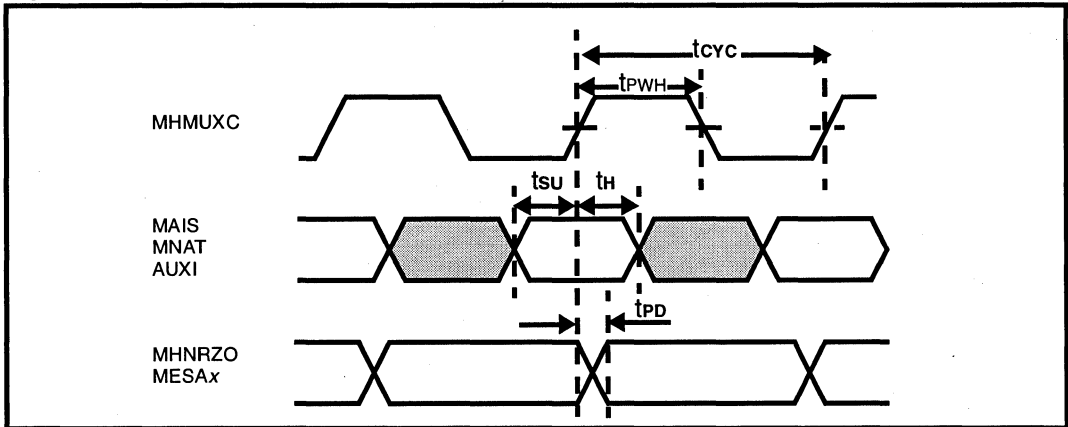 tCYC
tPWH
MHMUXC
tSU tH
MAIS
MNAT
AUXI
tPD
MHNRZO
MESAx